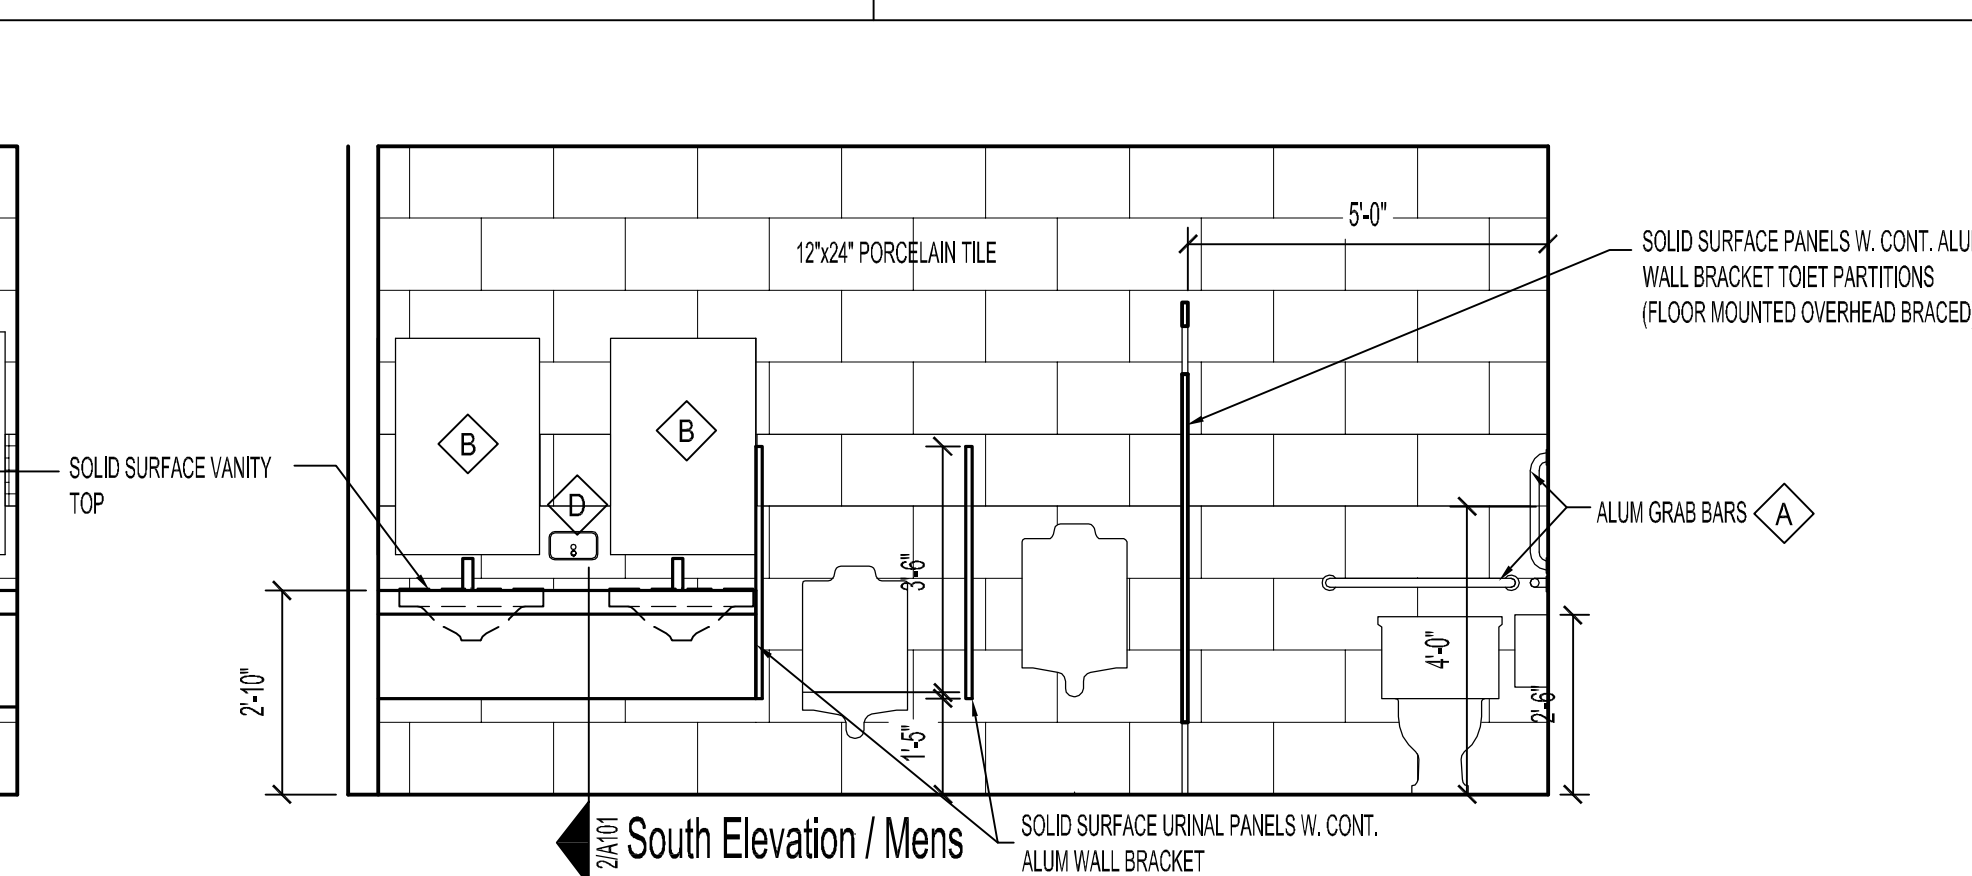 5'-0"
12"x24" PORCELAIN TILE
SOLID SURFACE PANELS W. CONT. ALU
WALL BRACKET TOIET PARTITIONS
(FLOOR MOUNTED OVERHEAD BRACED
B
B
SOLID SURFACE VANITY
TOP
D
ALUM GRAB BARS
A
3'-6"
4'-0"
2'-10"
2'-6"
1'-5"
2/A101
South Elevation / Mens
SOLID SURFACE URINAL PANELS W. CONT.
ALUM WALL BRACKET